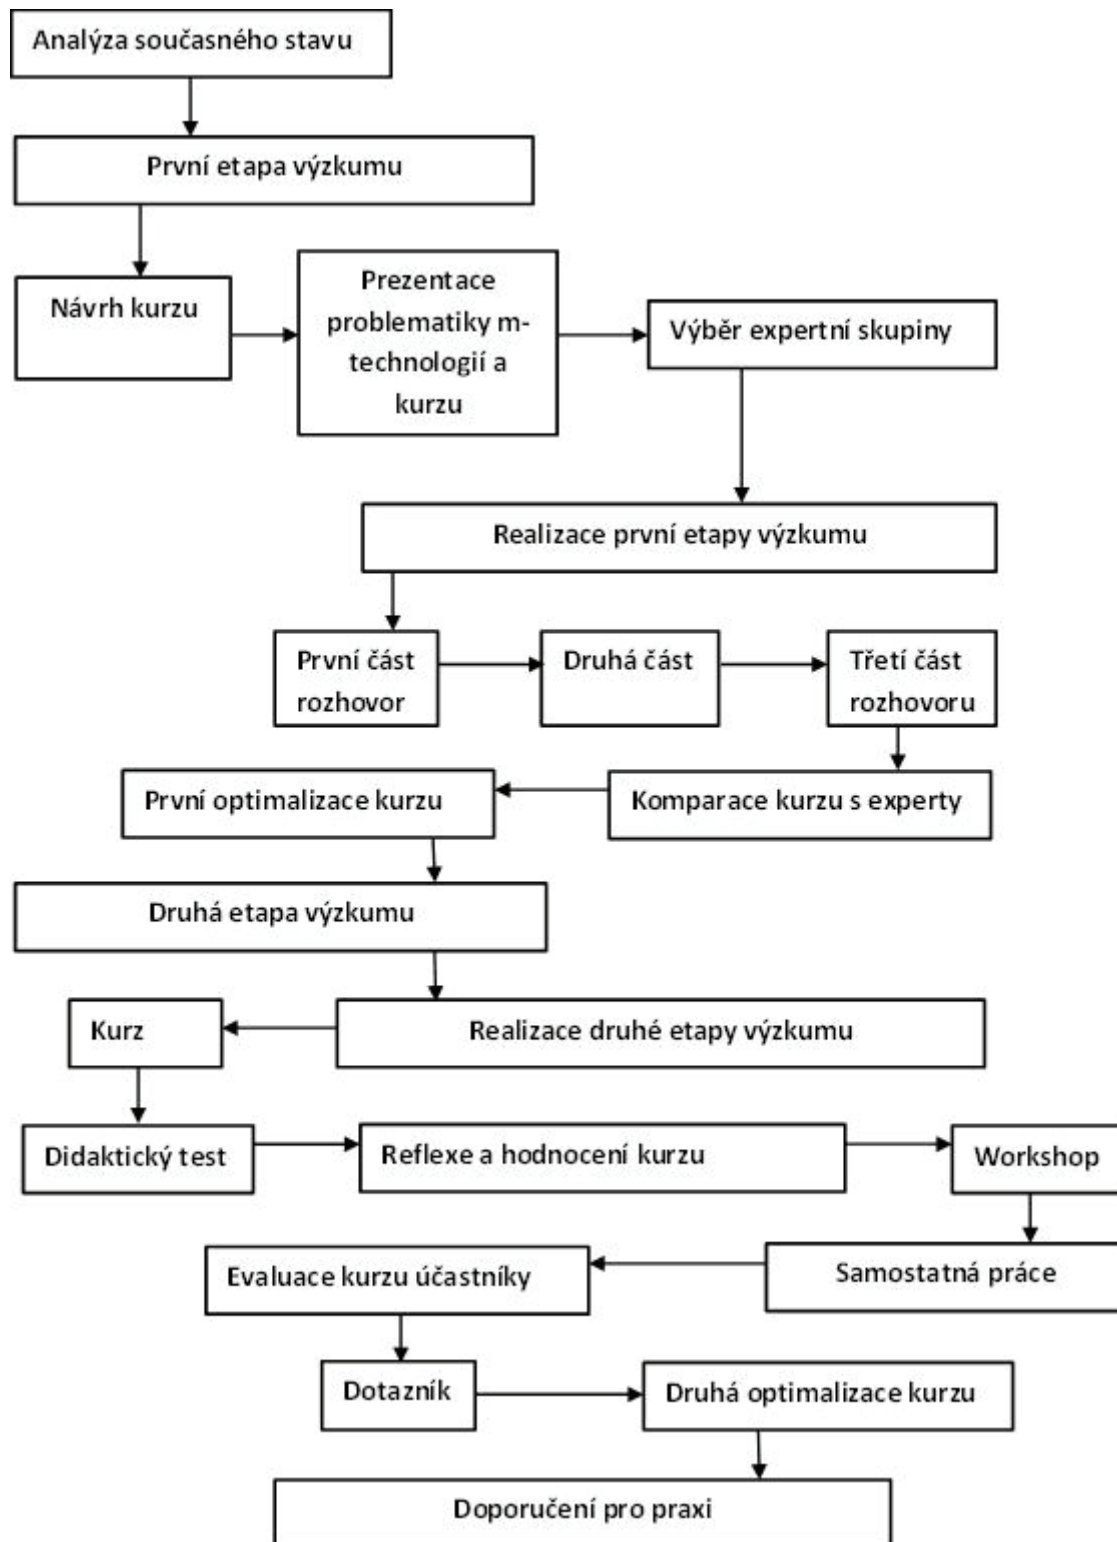 Analýza současného stavu
První etapa výzkumu
Návrh kurzu
Prezentace
problematiky m-
technologií a
kurzu
Výběr expertní skupiny
Realizace první etapy výzkumu
První část
rozhovor
Druhá část
Třetí část
rozhovoru
První optimalizace kurzu
Komparace kurzu s experty
Druhá etapa výzkumu
Kurz
Realizace druhé etapy výzkumu
Didaktický test
Reflexe a hodnocení kurzu
Workshop
Evaluace kurzu účastníky
Samostatná práce
Dotazník
Druhá optimalizace kurzu
Doporučení pro praxi